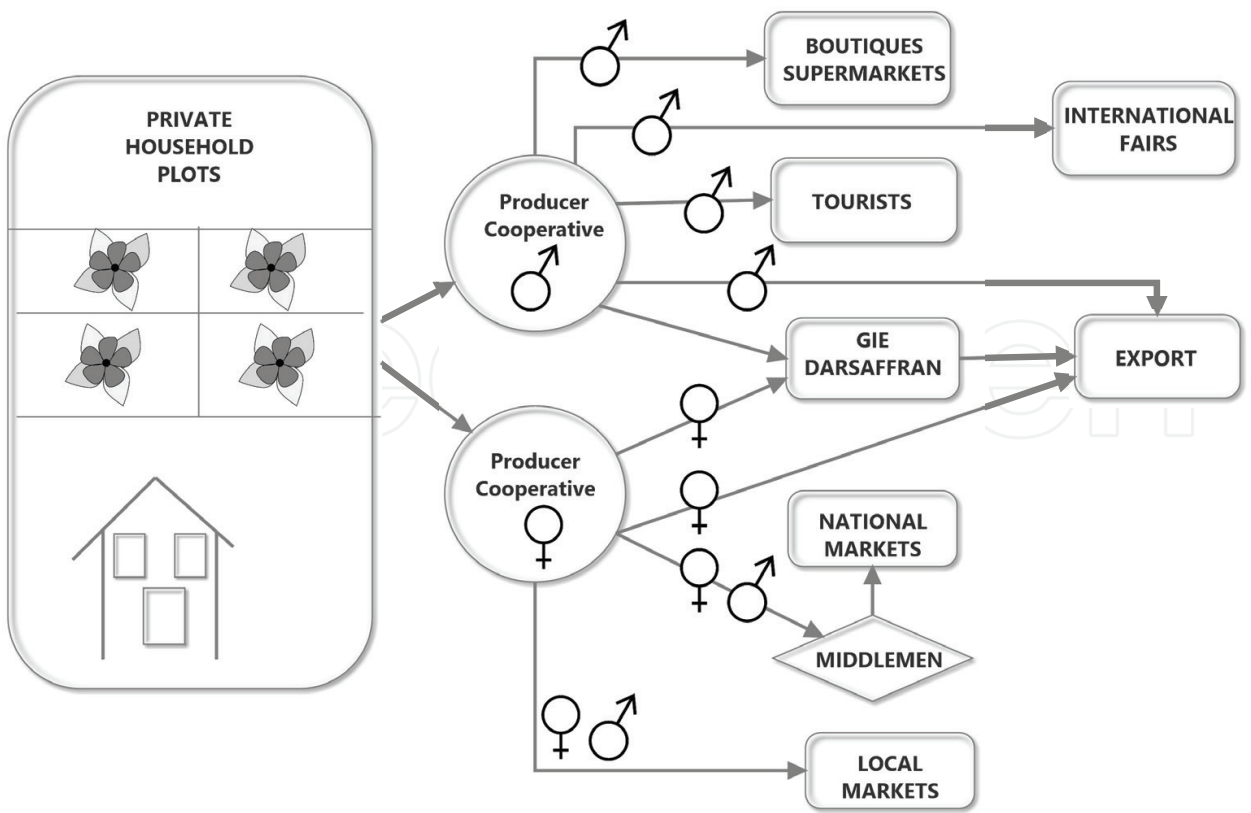 PRIVATE
HOUSEHOLD
PLOTS
Producer
Cooperative
BOUTIQUES
SUPERMARKETS
INTERNATIONAL
FAIRS
TOURISTS
GIE
DARSAFFRAN
EXPORT
Producer
Cooperative
NATIONAL
MARKETS
MIDDLEMEN
LOCAL
MARKETS